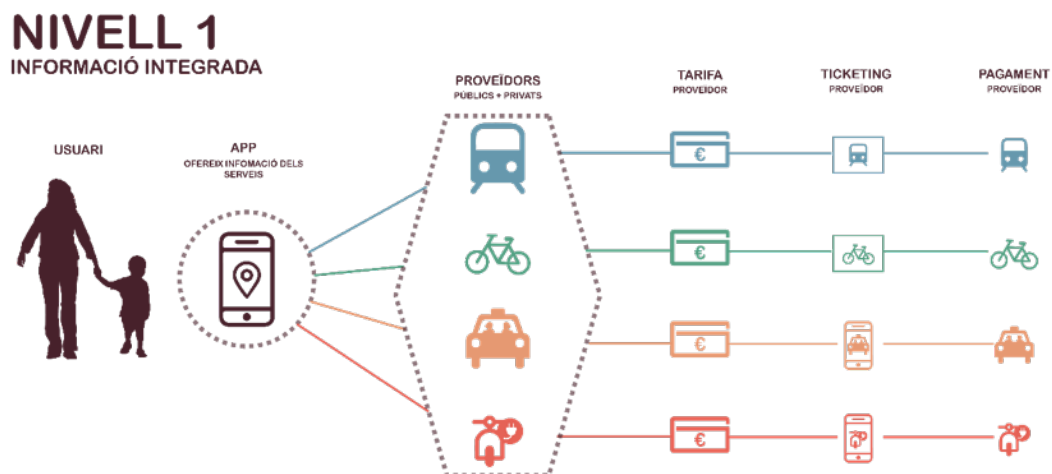 NIVELL 1
INFORMACIÓ INTEGRADA
USUARI
APP
OFEREIX INFOMACIÓ DELS
SERVEIS
PROVEÏDORS
PÚBLICS + PRIVATS
TARIFA
PROVEÏDOR
TICKETING
PROVEÏDOR
PAGAMENT
PROVEÏDOR
€
€
€
€